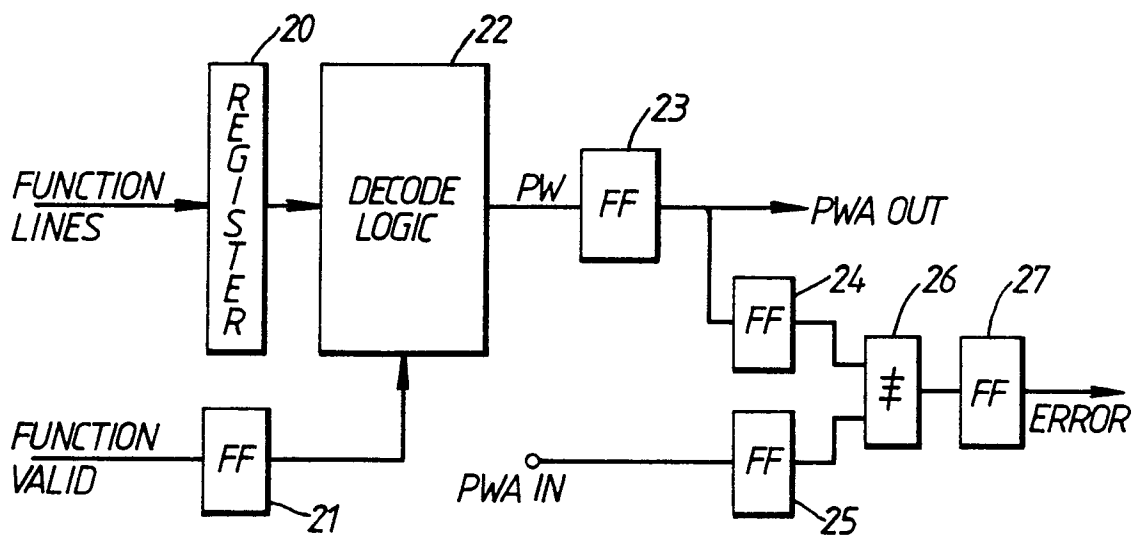 20
22
23
REGISTER
FUNCTION
LINES
DECODE
LOGIC
PW
FF
PWA OUT
24
26
27
FF
≢
FF
ERROR
FUNCTION
VALID
FF
21
PWA IN
FF
25